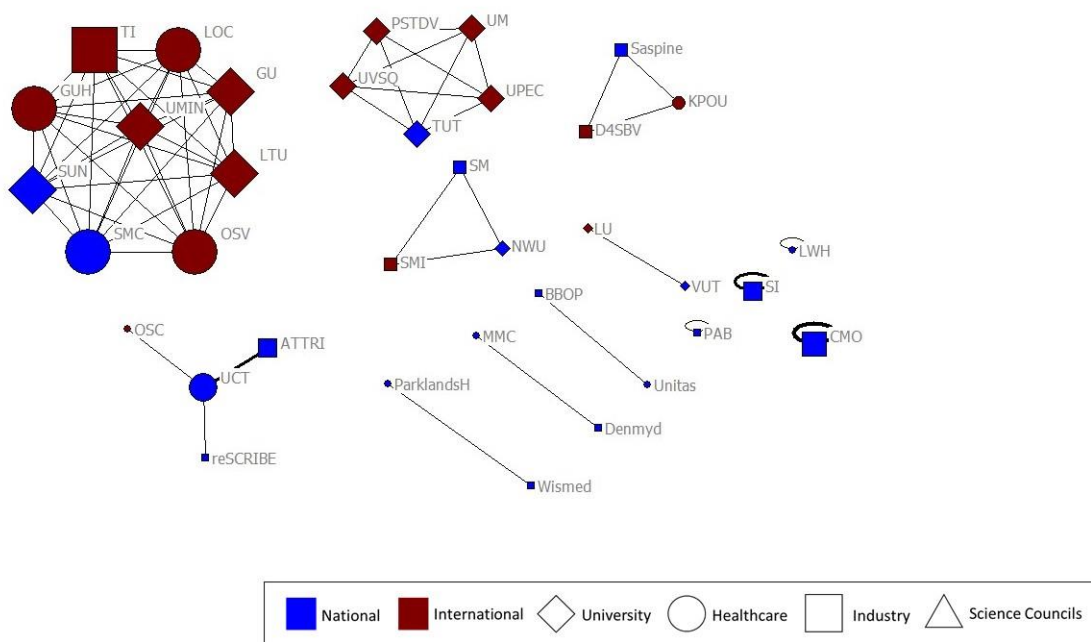 TI
LOC
PSTDV
UM
GU
GUH
UMIN
UVSQ
UPEC
Saspine
KPOU
TUT
D4SBV
SUN
LTU
SM
SMC
OSV
SMI
NWU
LU
LWH
VUT
SI
BBOP
OSC
ATTRI
MMC
PAB
CMO
UCT
ParklandsH
Unitas
reSCRIBE
Denmyd
Wismed
National International University Healthcare Industry Science Councils